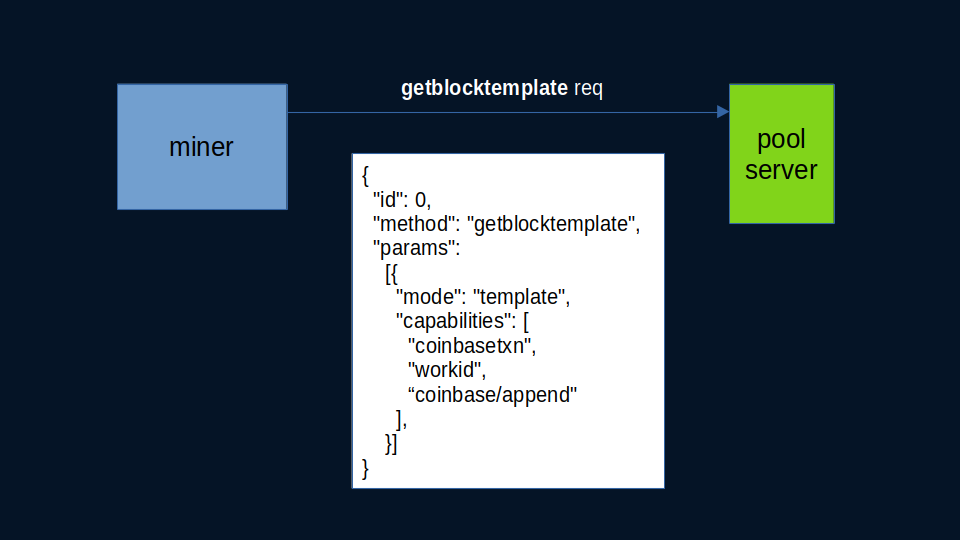 getblocktemplate req
miner
pool
server
{
"id": 0,
"method": "getblocktemplate",
"params":
[{
"mode": "template",
"capabilities": [
"coinbasetxn",
"workid",
“coinbase/append"
],
}]
}